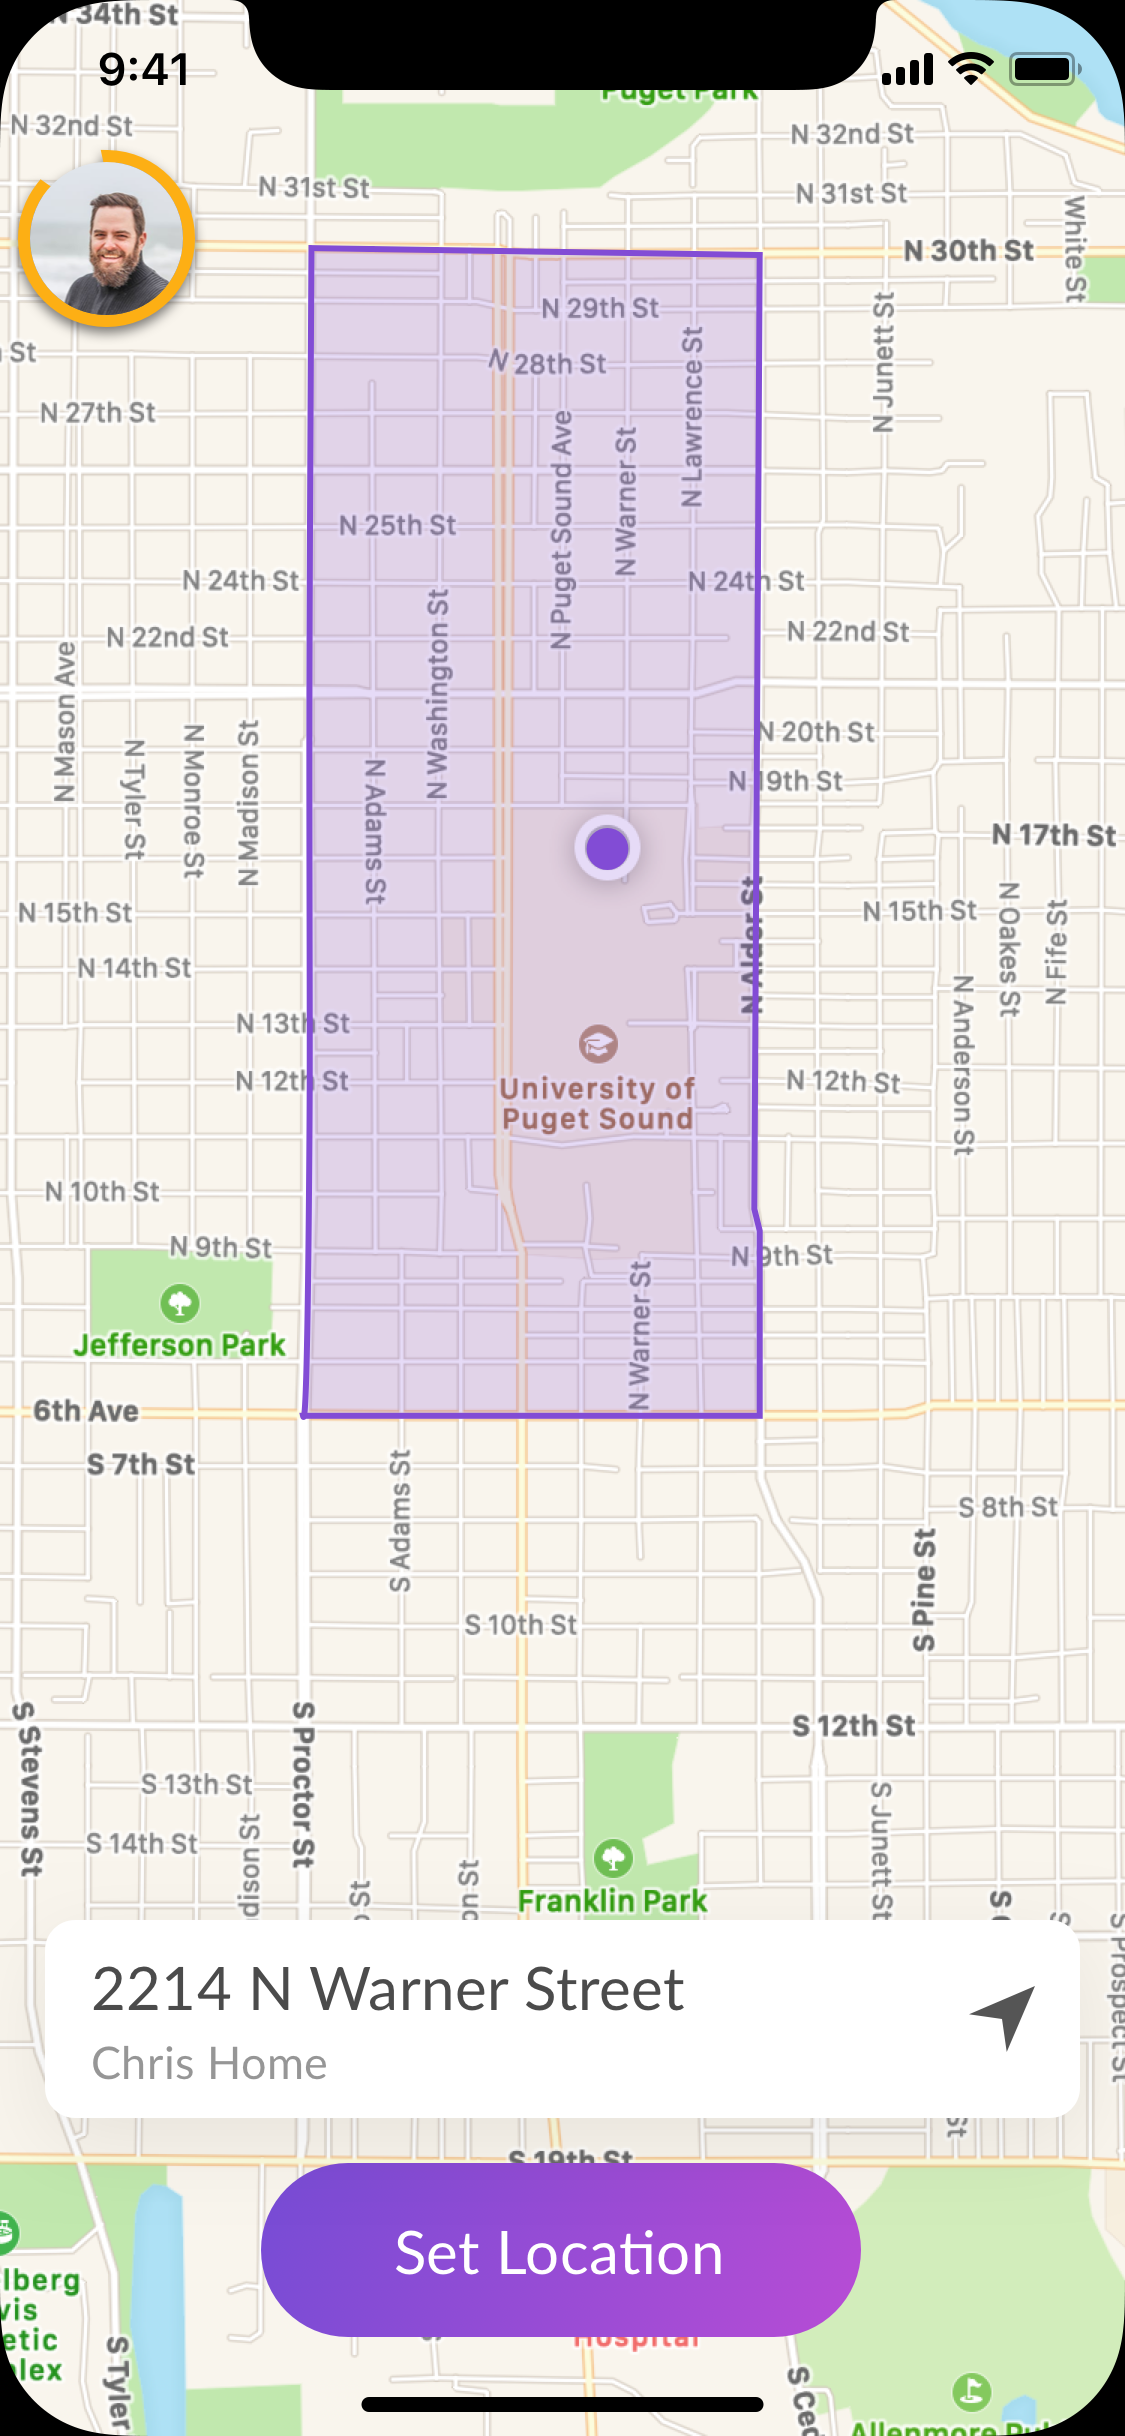 N 34th St
9:41
Puget Park
N 32nd St
N 32nd St
N 31st St
N 31st St
White St
N 30th St
N 29th St
N Junett St
St
N 28th St
N Lawrence St
N 27th St
N Puget Sound Ave
N Warner St
N 25th St
N 24th St
N 24th St
N Washington St
N 22nd St
N 22nd St
N Mason Ave
N Tyler St
N Monroe St
N Madison St
N 20th St
N Adams St
N 19th St
N 17th St
N Alder St
N 15th St
N 15th St
N Oakes St
N Fife St
N 14th St
N Anderson St
N 13th St
University of
Puget Sound
N 12th St
N 12th St
N 10th St
N 9th St
N 9th St
N Warner St
Jefferson Park
6th Ave
S 7th St
S Adams St
S 8th St
S Pine St
S 10th St
S Stevens St
S Proctor St
S 12th St
S 13th St
S Junett St
S 14th St
dison St
St
on St
Franklin Park
S Prospect St
2214 N Warner Street
Chris Home
St
S 19th St
Set Location
lberg
vis
etic
lex
Hospital
S Tyler
S Ced
Allenmore